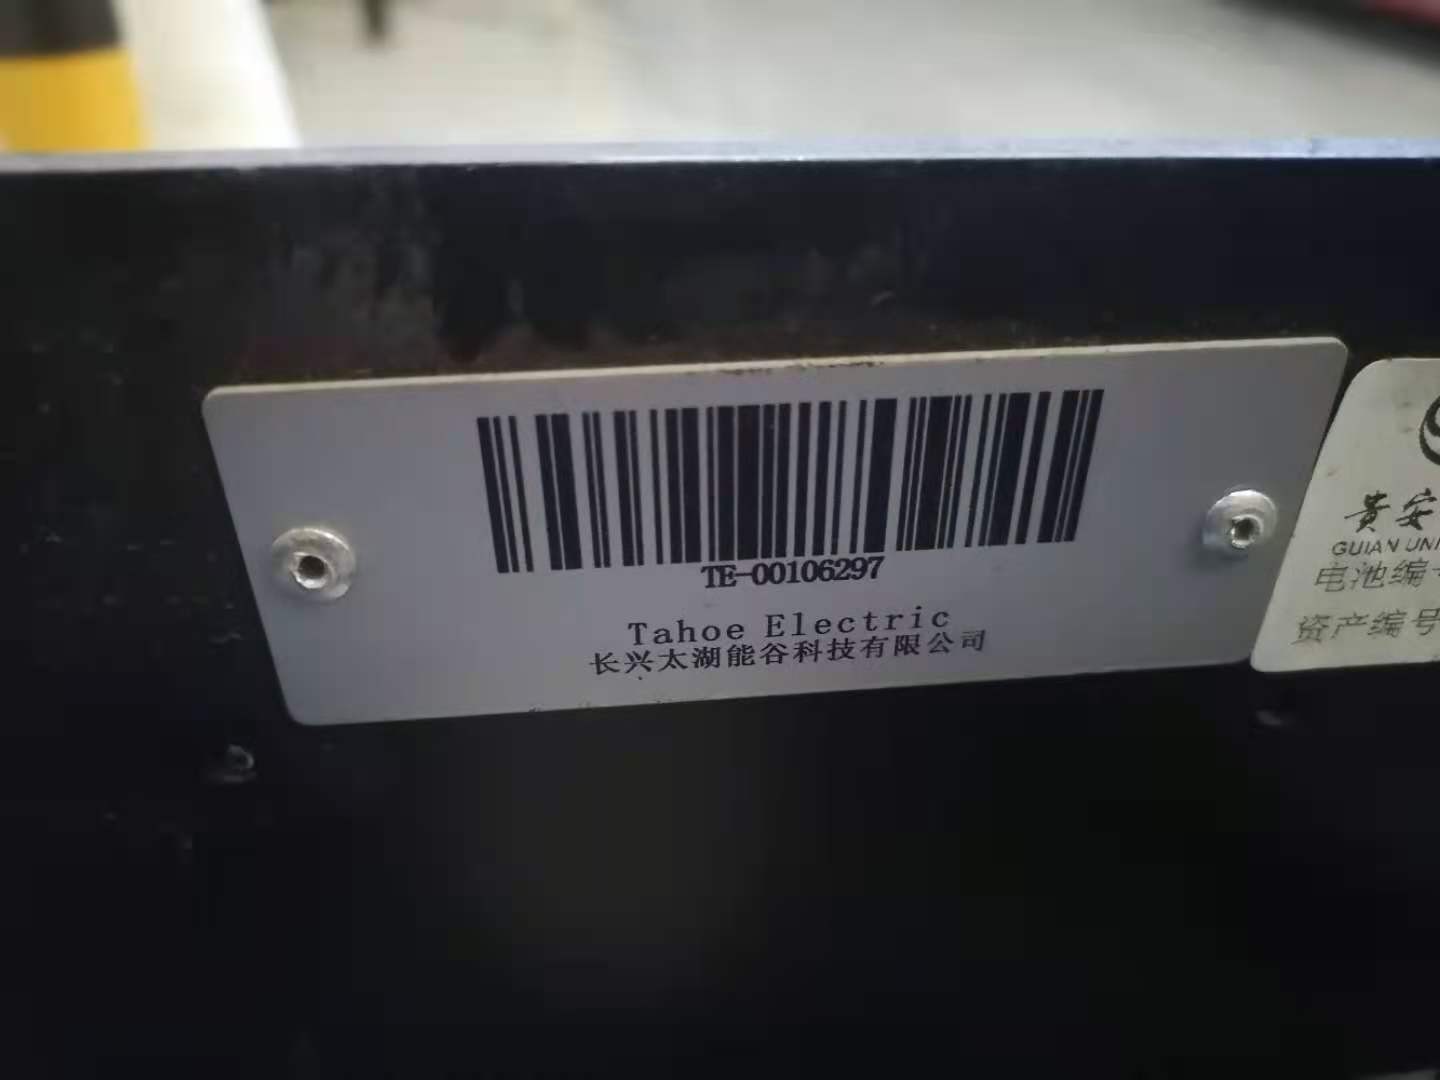 TE-00106297
Tahoe Electric
长兴太湖能谷科技有限公司
贵安
GUIAN UNI
电池编号
资产编号